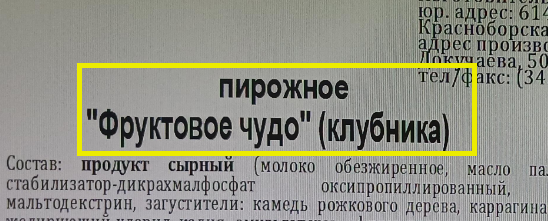 юр. адрес: 614
Красноборска
адрес произво
Докучаева, 50
тел/факс: (34
пирожное
"Фруктовое чудо" (клубника)
Состав: продукт сырный (молоко обезжиренное, масло па
стабилизатор-дикрахмалфосфат оксипропиллированный,
мальтодекстрин, загустители: камедь рожкового дерева, каррагина